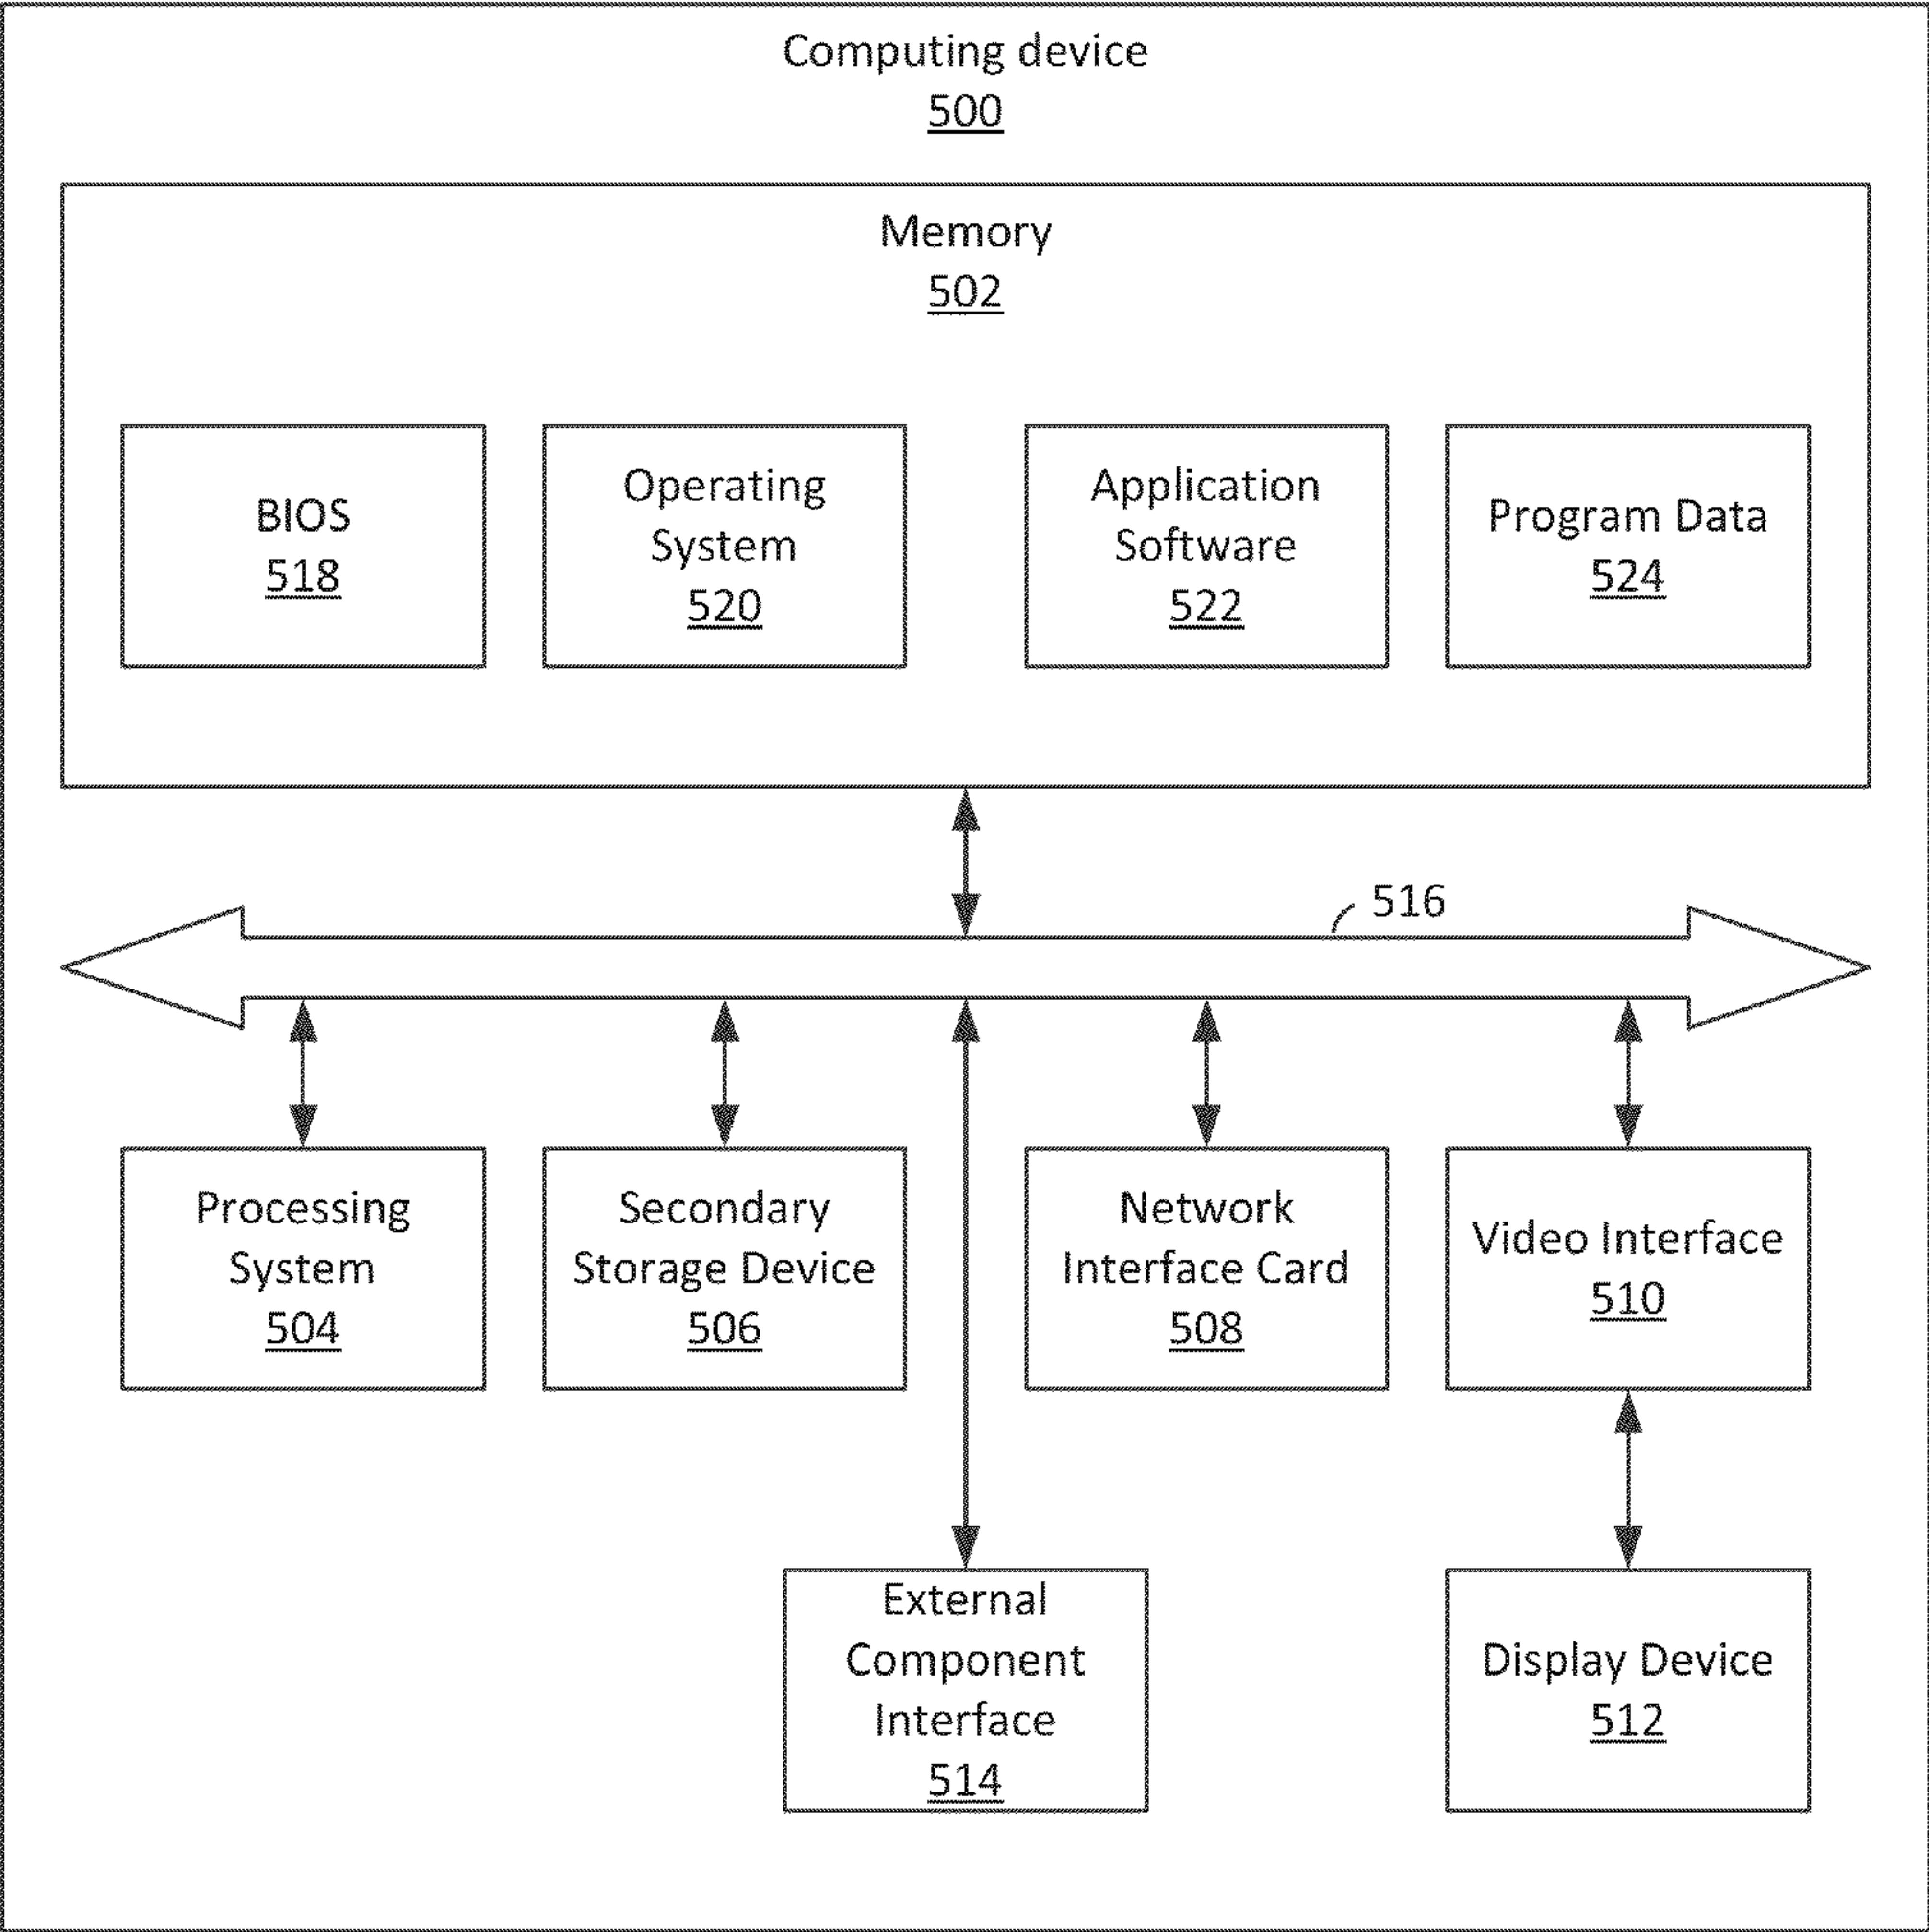 Computing device
500
Memory
502
BIOS
518
Operating
System
520
Application
Software
522
Program Data
524
516
Processing
System
504
Secondary
Storage Device
506
Network
Interface Card
508
Video Interface
510
External
Component
Interface
514
Display Device
512